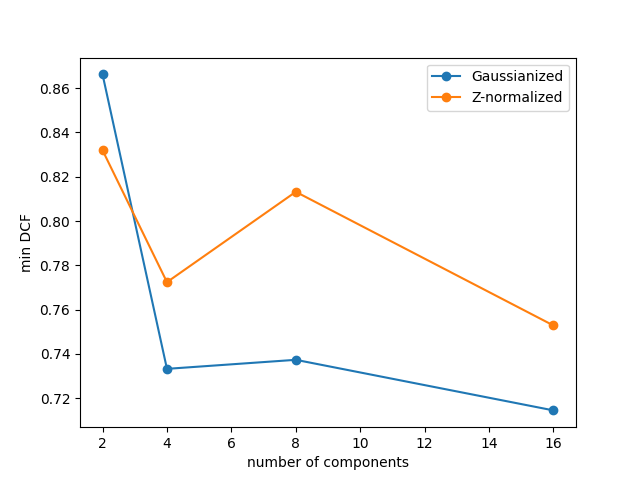 Gaussianized
Z-normalized
min DCF
0.86
0.84
0.82
0.80
0.78
0.76
0.74
0.72
2 4 6 8 10 12 14 16
number of components